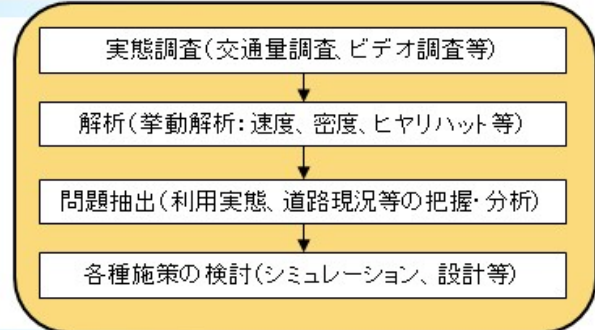 実態調査(交通量調査、ビデオ調査等)
解析(挙動解析:速度、密度、ヒヤリハット等)
問題抽出(利用実態、道路現況等の把握・分析)
各種施策の検討(シミュレーション、設計等)